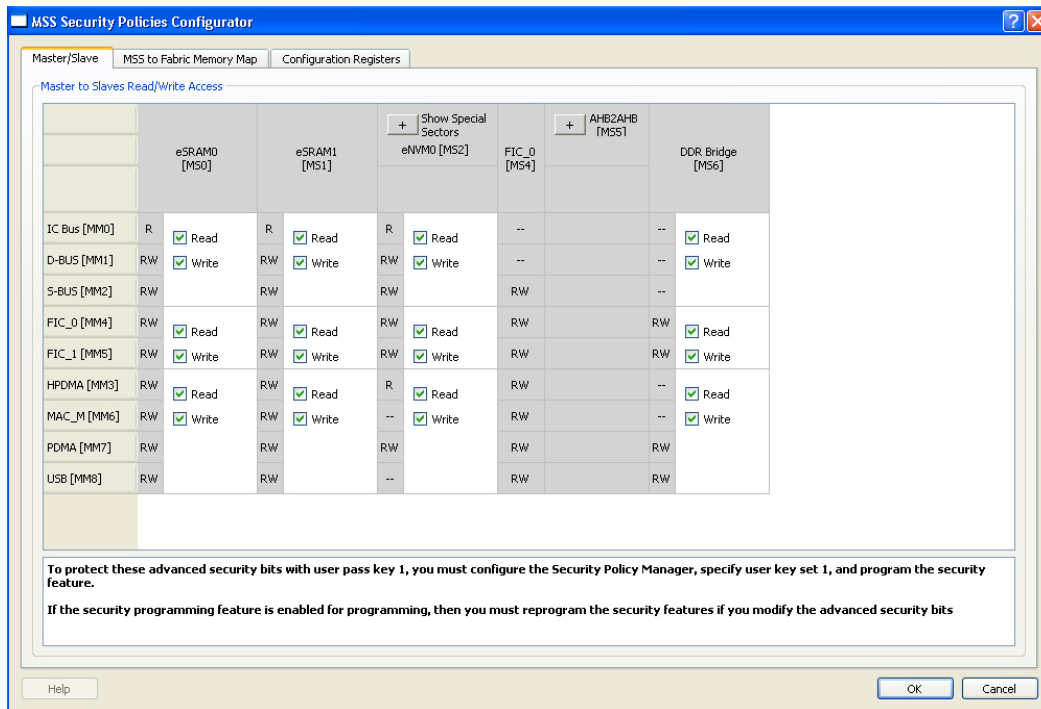 MSS Security Policies Configurator
Master/Slave MSS to Fabric Memory Map Configuration Registers
Master to Slaves Read/Write Access
eSRAM0
[MS0]
eSRAM1
[MS1]
+ Show Special
Sectors
eNVM0 [MS2]
FIC_0
[MS4]
+ AHB2AHB
[MS5]
DDR Bridge
[MS6]
IC Bus [MM0] R Read R Read R Read -- -- Read
D-BUS [MM1] RW Write RW Write RW Write -- -- Write
S-BUS [MM2] RW RW RW RW --
FIC_0 [MM4] RW Read RW Read RW Read RW RW Read
FIC_1 [MM5] RW Write RW Write RW Write RW RW Write
HPDMA [MM3] RW Read RW Read R Read RW -- Read
MAC_M [MM6] RW Write RW Write -- Write RW -- Write
PDMA [MM7] RW RW RW RW RW
USB [MM8] RW RW -- RW RW
To protect these advanced security bits with user pass key 1, you must configure the Security Policy Manager, specify user key set 1, and program the security
feature.
If the security programming feature is enabled for programming, then you must reprogram the security features if you modify the advanced security bits
Help OK Cancel